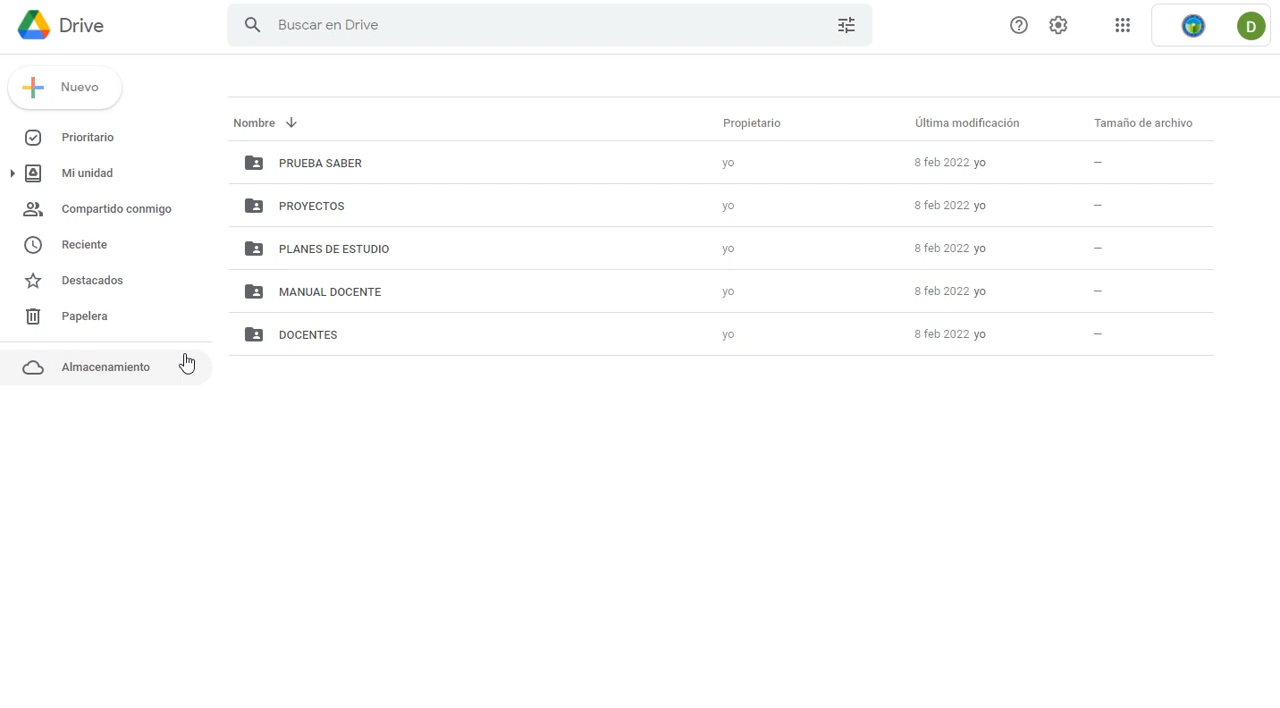 Drive
Buscar en Drive
D
Nuevo
Prioritario
Mi unidad
Compartido conmigo
Reciente
Destacados
Papelera
Almacenamiento
Nombre Propietario Última modificación Tamaño de archivo
PRUEBA SABER yo 8 feb 2022 yo —
PROYECTOS yo 8 feb 2022 yo —
PLANES DE ESTUDIO yo 8 feb 2022 yo —
MANUAL DOCENTE yo 8 feb 2022 yo —
DOCENTES yo 8 feb 2022 yo —